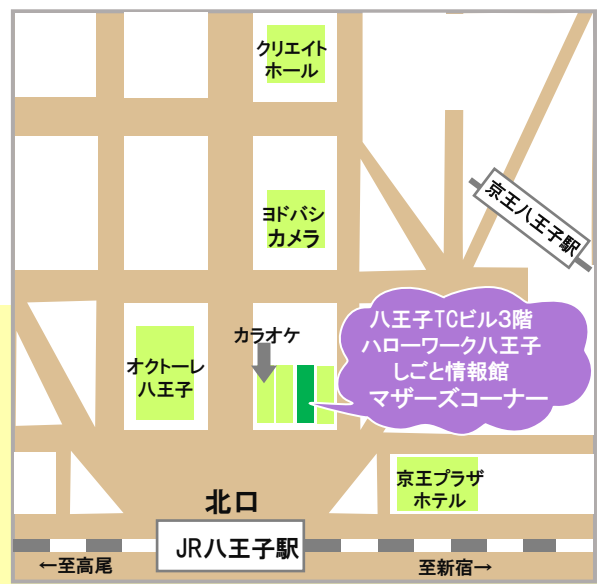 クリエイト
ホール
京王八王子駅
ヨドバシ
カメラ
カラオケ
八王子TCビル3階
ハローワーク八王子
しごと情報館
マザーズコーナー
オクトーレ
八王子
京王プラザ
ホテル
北口
JR八王子駅
←至高尾
至新宿→